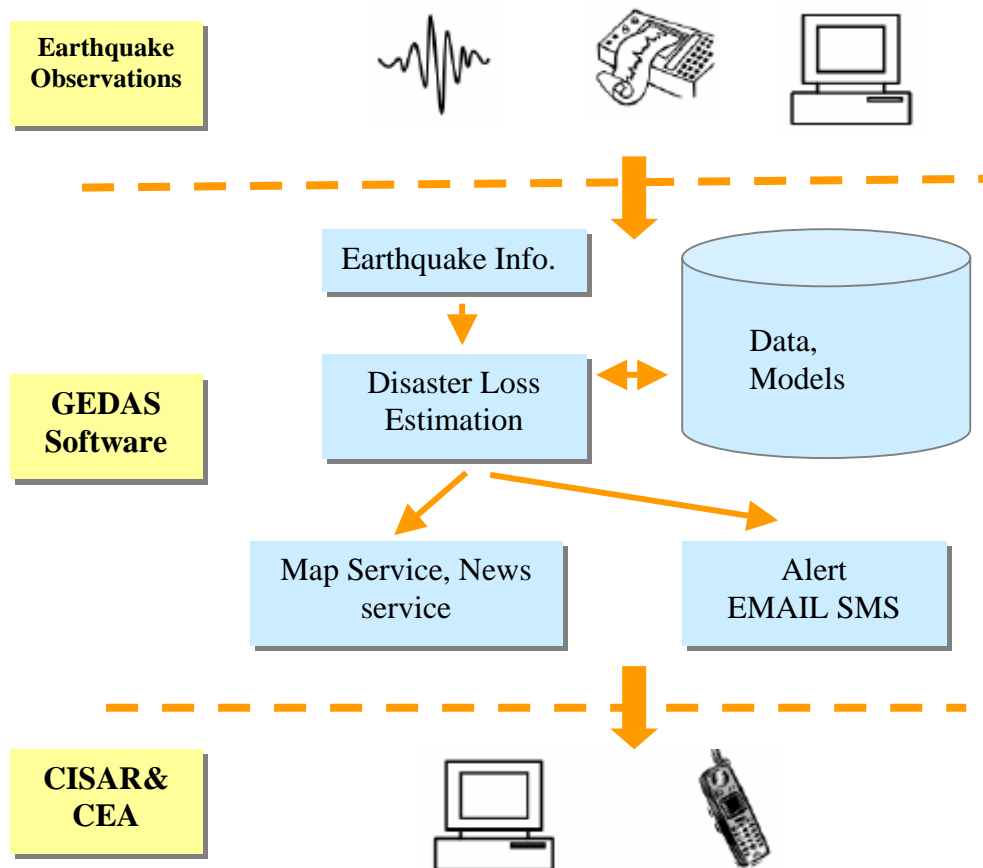 Earthquake
Observations
Earthquake Info.
Data,
Models
Disaster Loss
Estimation
GEDAS
Software
Map Service, News
service
Alert
EMAIL SMS
CISAR&
CEA